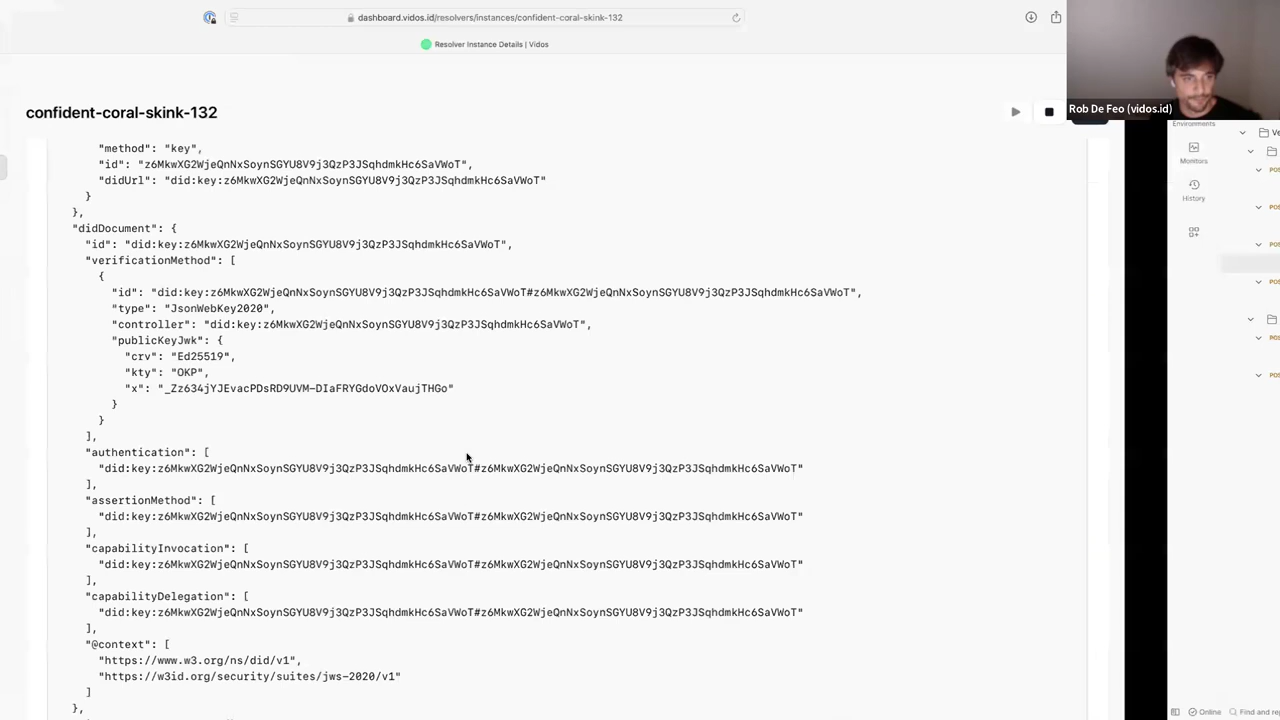 dashboard.vidos.id/resolvers/instances/confident-coral-skink-132
Resolver Instance Details | Vidos
Rob De Feo (vidos.id)
confident-coral-skink-132
"method": "key",
"id": "z6MkwXG2WjeQnNxSoynSGYU8V9j3QzP3JSqhdmkHc6SaVWoT",
"didUrl": "did:key:z6MkwXG2WjeQnNxSoynSGYU8V9j3QzP3JSqhdmkHc6SaVWoT"
}
},
"didDocument": {
"id": "did:key:z6MkwXG2WjeQnNxSoynSGYU8V9j3QzP3JSqhdmkHc6SaVWoT",
"verificationMethod": [
{
"id": "did:key:z6MkwXG2WjeQnNxSoynSGYU8V9j3QzP3JSqhdmkHc6SaVWoT#z6MkwXG2WjeQnNxSoynSGYU8V9j3QzP3JSqhdmkHc6SaVWoT",
"type": "JsonWebKey2020",
"controller": "did:key:z6MkwXG2WjeQnNxSoynSGYU8V9j3QzP3JSqhdmkHc6SaVWoT",
"publicKeyJwk": {
"crv": "Ed25519",
"kty": "OKP",
"x": "_Zz634jYJEvacPDsRD9UVM-DIaFRYGdoVOxVaujTHGo"
}
}
],
"authentication": [
"did:key:z6MkwXG2WjeQnNxSoynSGYU8V9j3QzP3JSqhdmkHc6SaVWoT#z6MkwXG2WjeQnNxSoynSGYU8V9j3QzP3JSqhdmkHc6SaVWoT"
],
"assertionMethod": [
"did:key:z6MkwXG2WjeQnNxSoynSGYU8V9j3QzP3JSqhdmkHc6SaVWoT#z6MkwXG2WjeQnNxSoynSGYU8V9j3QzP3JSqhdmkHc6SaVWoT"
],
"capabilityInvocation": [
"did:key:z6MkwXG2WjeQnNxSoynSGYU8V9j3QzP3JSqhdmkHc6SaVWoT#z6MkwXG2WjeQnNxSoynSGYU8V9j3QzP3JSqhdmkHc6SaVWoT"
],
"capabilityDelegation": [
"did:key:z6MkwXG2WjeQnNxSoynSGYU8V9j3QzP3JSqhdmkHc6SaVWoT#z6MkwXG2WjeQnNxSoynSGYU8V9j3QzP3JSqhdmkHc6SaVWoT"
],
"@context": [
"https://www.w3.org/ns/did/v1",
"https://w3id.org/security/suites/jws-2020/v1"
]
},
Environments
Monitors
History
Online
Find and